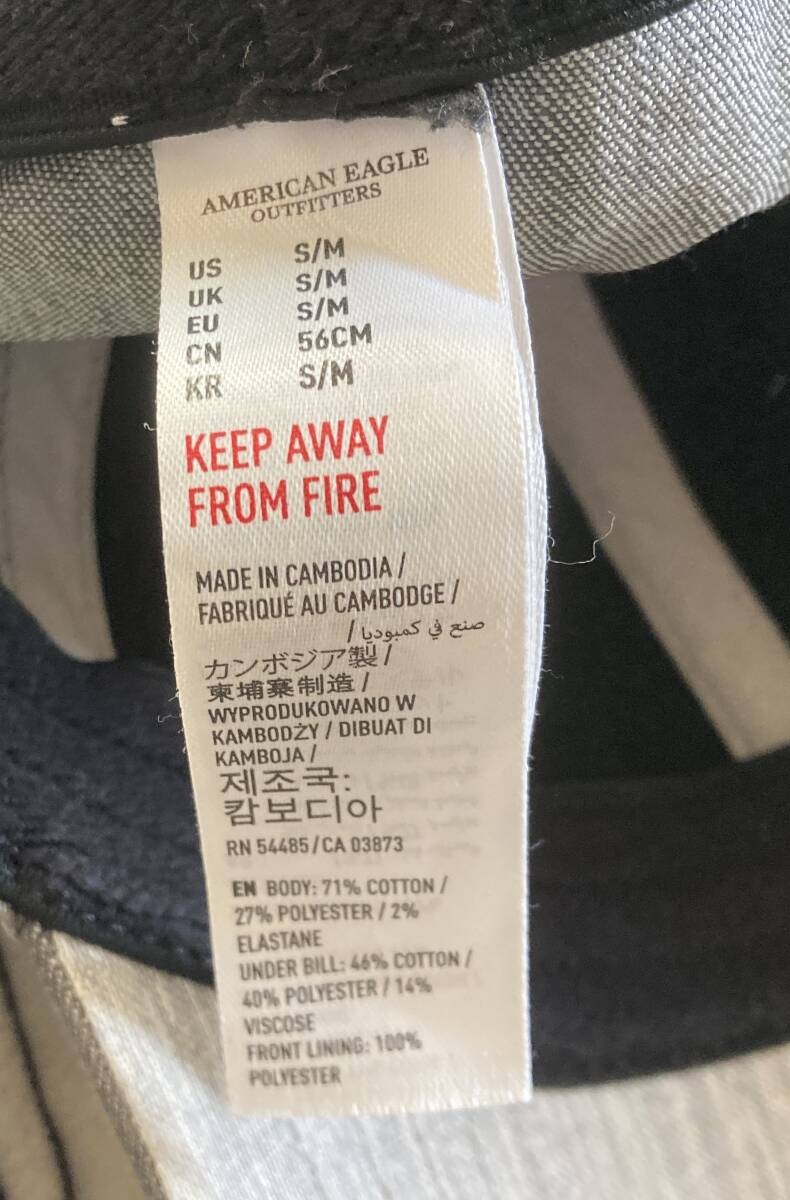 AMERICAN EAGLE
OUTFITTERS
US S/M
UK S/M
EU S/M
CN 56CM
KR S/M
KEEP AWAY
FROM FIRE
MADE IN CAMBODIA /
FABRIQUÉ AU CAMBODGE /
صنع في كمبوديا /
カンボジア製 /
柬埔寨制造 /
WYPRODUKOWANO W
KAMBODŻY / DIBUAT DI
KAMBOJA /
제조국:
캄보디아
RN 54485/CA 03873
EN BODY: 71% COTTON /
27% POLYESTER / 2%
ELASTANE
UNDER BILL: 46% COTTON /
40% POLYESTER / 14%
VISCOSE
FRONT LINING: 100%
POLYESTER